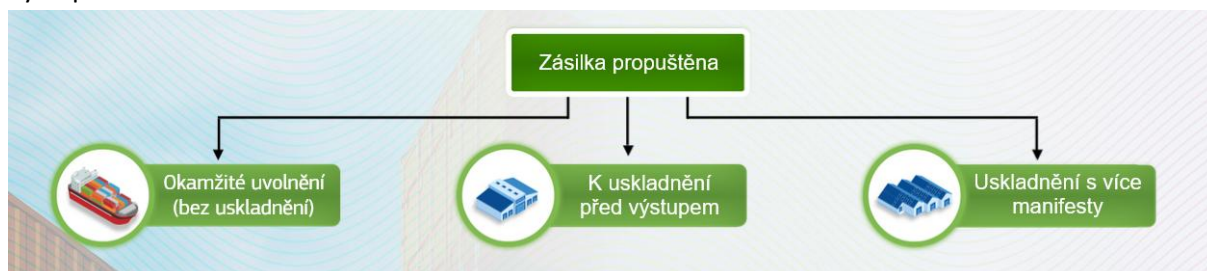 Zásilka propuštěna
Okamžité uvolnění
(bez uskladnění)
K uskladnění
před výstupem
Uskladnění s více
manifesty